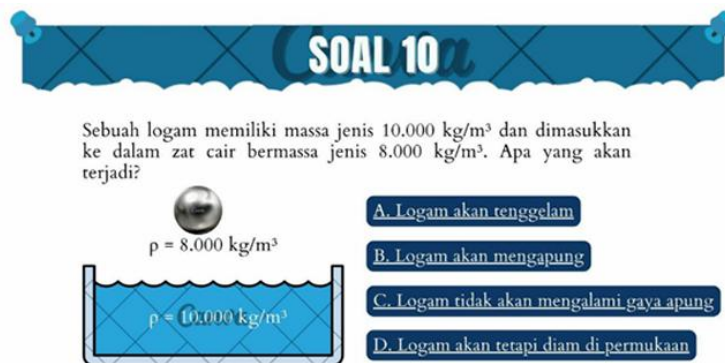 SOAL 10
Sebuah logam memiliki massa jenis 10.000 kg/m³ dan dimasukkan
ke dalam zat cair bermassa jenis 8.000 kg/m³. Apa yang akan
terjadi?
ρ = 8.000 kg/m³
ρ = 10.000 kg/m³
A. Logam akan tenggelam
B. Logam akan mengapung
C. Logam tidak akan mengalami gaya apung
D. Logam akan tetapi diam di permukaan